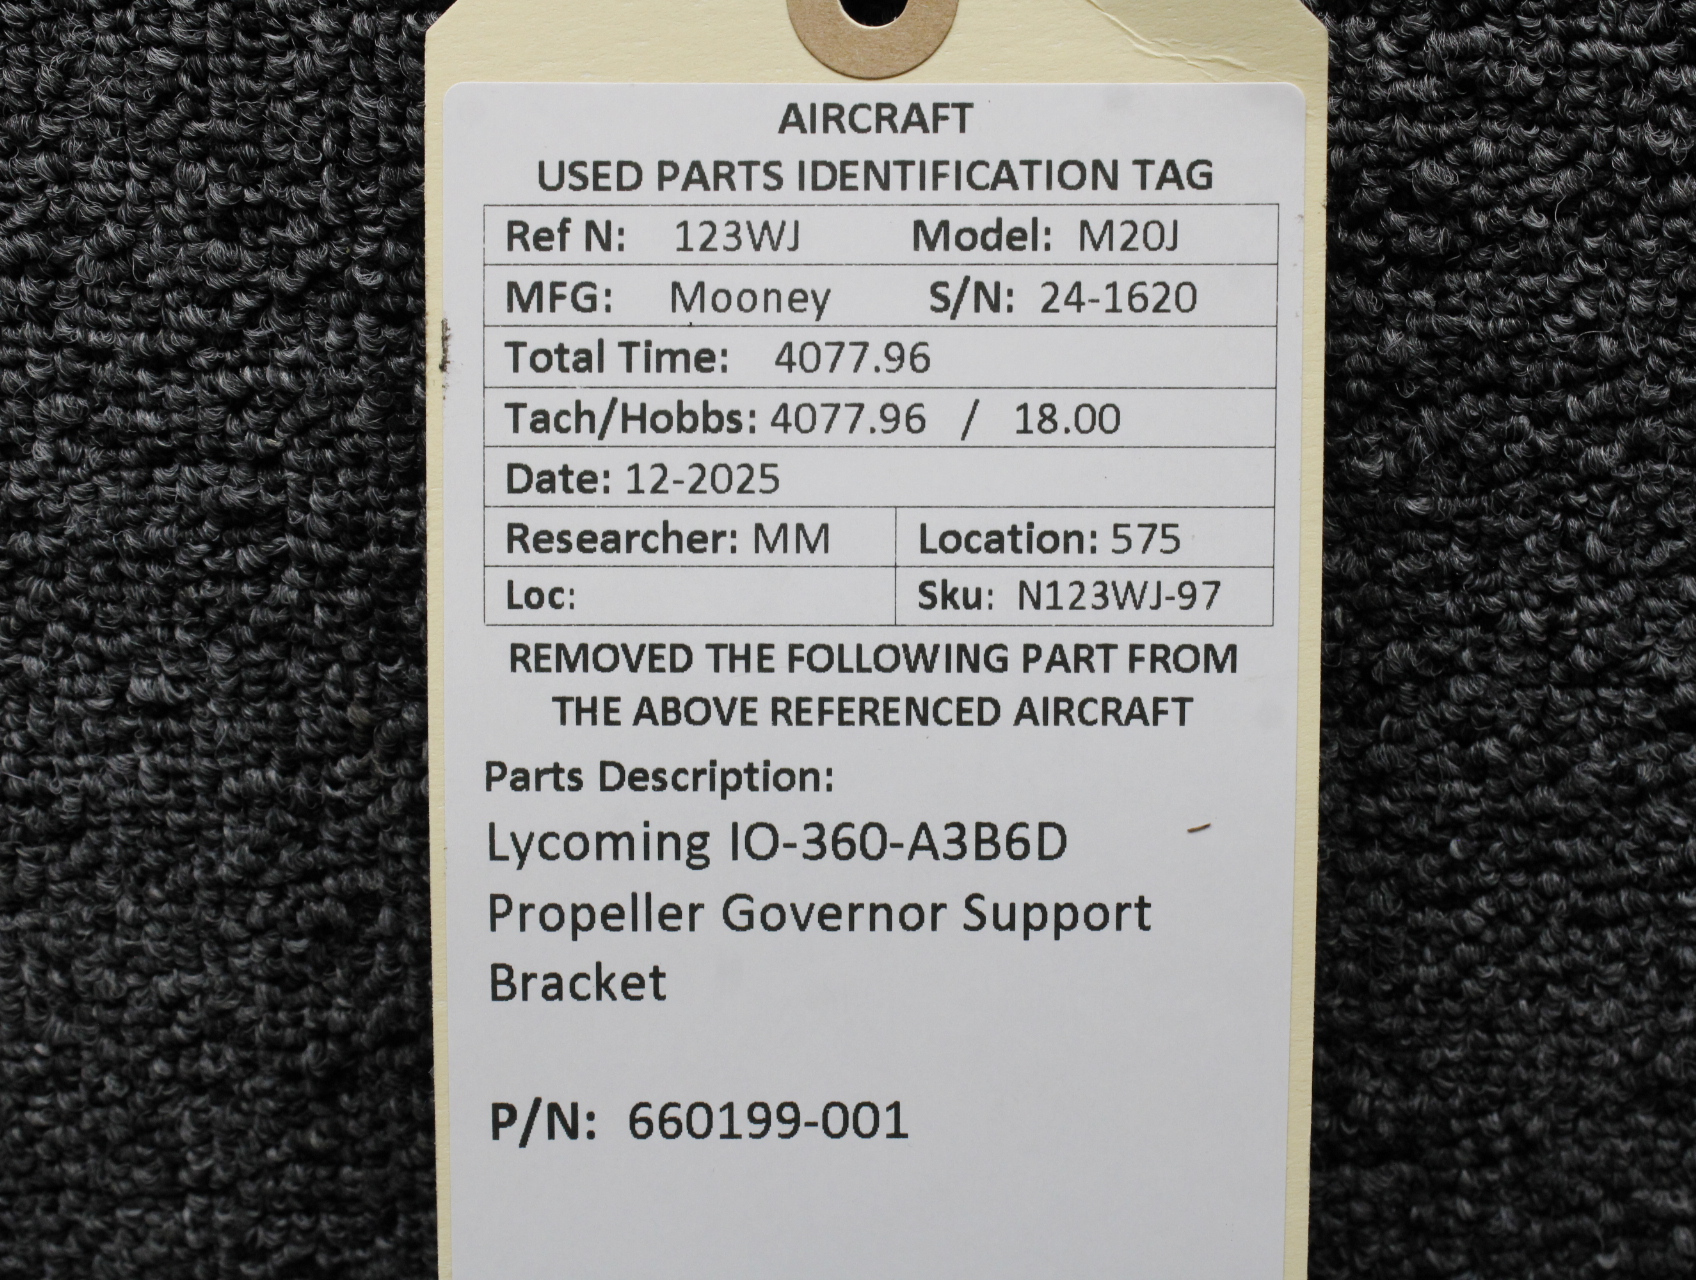 AIRCRAFT
USED PARTS IDENTIFICATION TAG
Ref N: 123WJ Model: M20J
MFG: Mooney S/N: 24-1620
Total Time: 4077.96
Tach/Hobbs: 4077.96 / 18.00
Date: 12-2025
Researcher: MM Location: 575
Loc: Sku: N123WJ-97
REMOVED THE FOLLOWING PART FROM
THE ABOVE REFERENCED AIRCRAFT
Parts Description:
Lycoming IO-360-A3B6D
Propeller Governor Support
Bracket
P/N: 660199-001